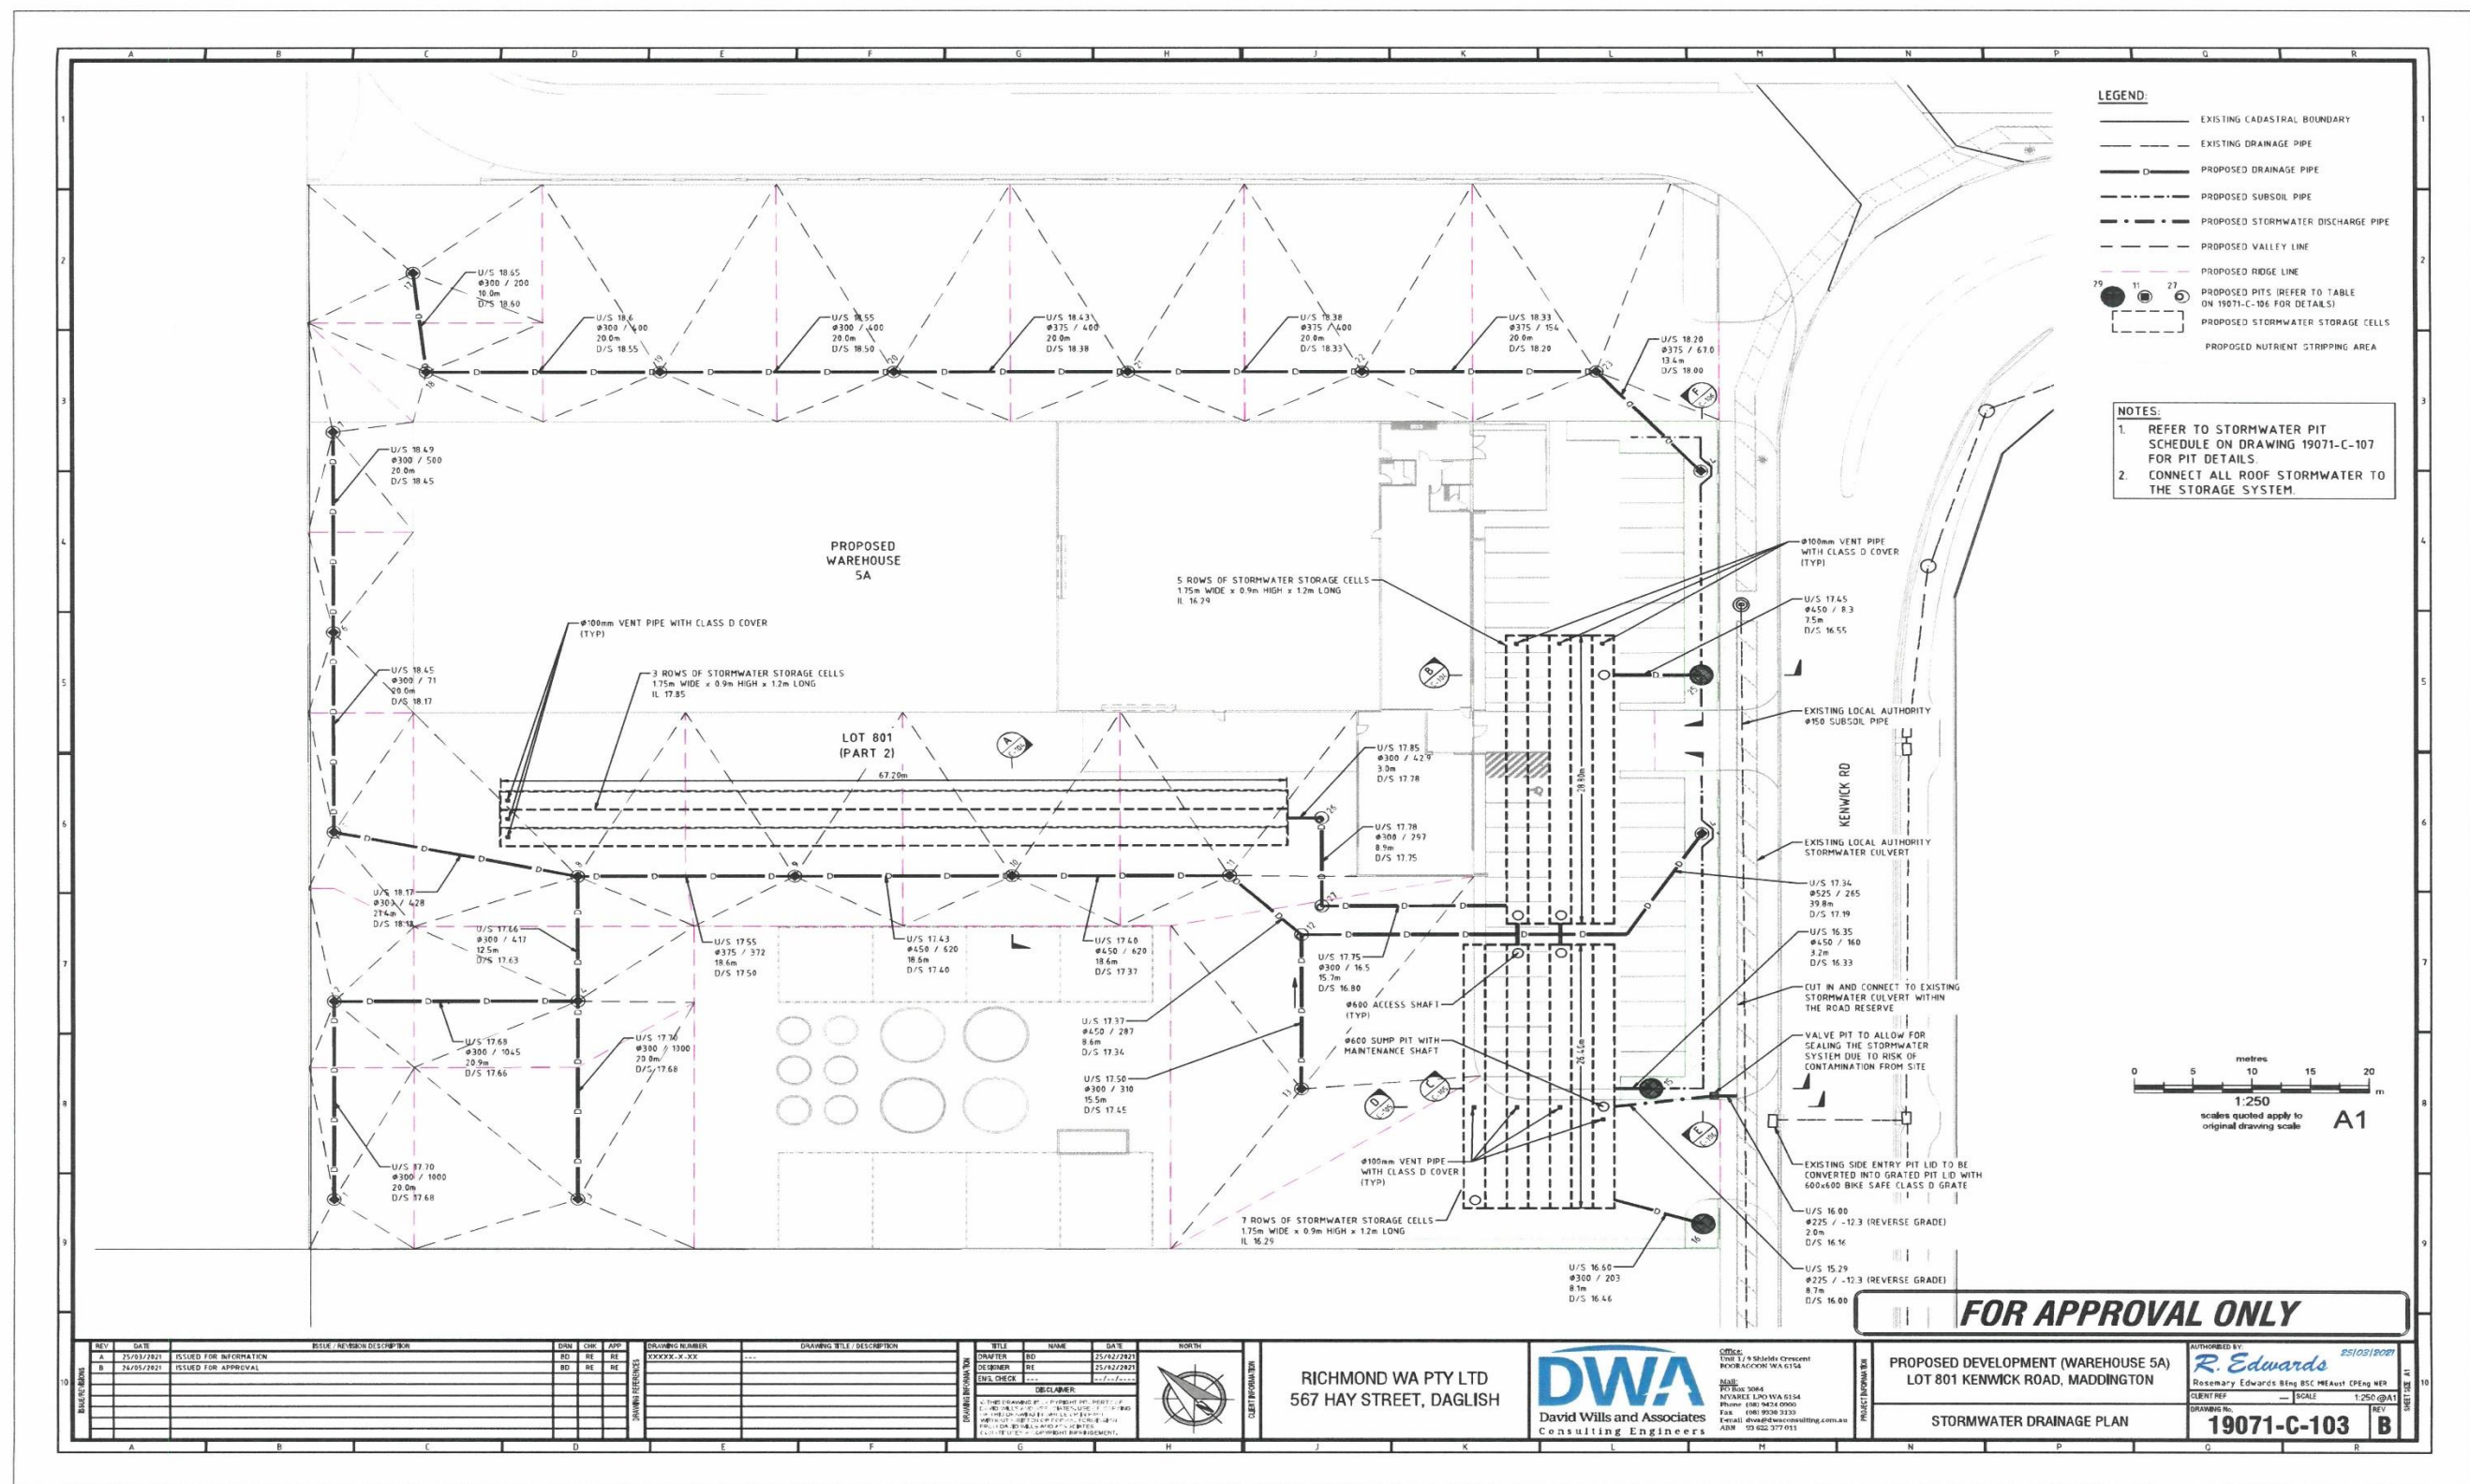 LEGEND:
EXISTING CADASTRAL BOUNDARY
EXISTING DRAINAGE PIPE
PROPOSED DRAINAGE PIPE
PROPOSED SUBSOIL PIPE
PROPOSED STORMWATER DISCHARGE PIPE
PROPOSED VALLEY LINE
PROPOSED RIDGE LINE
29 11 27
PROPOSED PITS (REFER TO TABLE
ON 19071-C-106 FOR DETAILS)
PROPOSED STORMWATER STORAGE CELLS
PROPOSED NUTRIENT STRIPPING AREA
NOTES:
1. REFER TO STORMWATER PIT
SCHEDULE ON DRAWING 19071-C-107
FOR PIT DETAILS.
2. CONNECT ALL ROOF STORMWATER TO
THE STORAGE SYSTEM.
U/S 18.65
Ø300 / 200
10.0m
D/S 18.60
U/S 18.6
Ø300 / 400
20.0m
D/S 18.55
U/S 18.55
Ø300 / 400
20.0m
D/S 18.50
U/S 18.43
Ø375 / 400
20.0m
D/S 18.38
U/S 18.38
Ø375 / 400
20.0m
D/S 18.33
U/S 18.33
Ø375 / 154
20.0m
D/S 18.20
U/S 18.20
Ø375 / 67.0
13.4m
D/S 18.00
U/S 18.49
Ø300 / 500
20.0m
D/S 18.45
PROPOSED
WAREHOUSE
5A
Ø100mm VENT PIPE
WITH CLASS D COVER
(TYP)
5 ROWS OF STORMWATER STORAGE CELLS
1.75m WIDE x 0.9m HIGH x 1.2m LONG
IL 16.29
U/S 17.45
Ø450 / 8.3
7.5m
D/S 16.55
Ø100mm VENT PIPE WITH CLASS D COVER
(TYP)
3 ROWS OF STORMWATER STORAGE CELLS
1.75m WIDE x 0.9m HIGH x 1.2m LONG
IL 17.85
U/S 18.45
Ø300 / 71
20.0m
D/S 18.17
EXISTING LOCAL AUTHORITY
Ø150 SUBSOIL PIPE
LOT 801
(PART 2)
67.20m
28.80m
KENWICK RD
U/S 17.85
Ø300 / 42.9
3.0m
D/S 17.78
U/S 17.78
Ø300 / 297
8.9m
D/S 17.75
EXISTING LOCAL AUTHORITY
STORMWATER CULVERT
U/S 17.34
Ø525 / 265
39.8m
D/S 17.19
U/S 18.17
Ø300 / 428
21.4m
D/S 18.12
U/S 17.66
Ø300 / 417
12.5m
D/S 17.63
U/S 17.55
Ø375 / 372
18.6m
D/S 17.50
U/S 17.43
Ø450 / 620
18.6m
D/S 17.40
U/S 17.40
Ø450 / 620
18.6m
D/S 17.37
U/S 17.75
Ø300 / 16.5
15.7m
D/S 16.80
U/S 16.35
Ø450 / 160
3.2m
D/S 16.33
CUT IN AND CONNECT TO EXISTING
STORMWATER CULVERT WITHIN
THE ROAD RESERVE
Ø600 ACCESS SHAFT
(TYP)
U/S 17.37
Ø450 / 287
8.6m
D/S 17.34
Ø600 SUMP PIT WITH
MAINTENANCE SHAFT
VALVE PIT TO ALLOW FOR
SEALING THE STORMWATER
SYSTEM DUE TO RISK OF
CONTAMINATION FROM SITE
U/S 17.68
Ø300 / 1045
20.9m
D/S 17.66
U/S 17.70
Ø300 / 1000
20.0m
D/S 17.68
26.40m
U/S 17.50
Ø300 / 310
15.5m
D/S 17.45
U/S 17.70
Ø300 / 1000
20.0m
D/S 17.68
Ø100mm VENT PIPE
WITH CLASS D COVER
(TYP)
EXISTING SIDE ENTRY PIT LID TO BE
CONVERTED INTO GRATED PIT LID WITH
600x600 BIKE SAFE CLASS D GRATE
7 ROWS OF STORMWATER STORAGE CELLS
1.75m WIDE x 0.9m HIGH x 1.2m LONG
IL 16.29
U/S 16.00
Ø225 / -12.3 (REVERSE GRADE)
2.0m
D/S 16.16
U/S 16.60
Ø300 / 203
8.1m
D/S 16.46
U/S 15.29
Ø225 / -12.3 (REVERSE GRADE)
8.7m
D/S 16.00
metres
0 5 10 15 20
m
1:250
scales quoted apply to
original drawing scale
A1
FOR APPROVAL ONLY
REV DATE ISSUE / REVISION DESCRIPTION DRN CHK APP
A 25/03/2021 ISSUED FOR INFORMATION BD RE RE
B 26/05/2021 ISSUED FOR APPROVAL BD RE RE
ISSUE/REVISIONS
DRAWING NUMBER DRAWING TITLE / DESCRIPTION
XXXXX-X-XX ---
DRAWING REFERENCES
TITLE NAME DATE
DRAFTER BD 25/02/2021
DESIGNER RE 25/02/2021
ENG. CHECK --- --/--/----
DISCLAIMER
DRAWING INFORMATION
NORTH
CLIENT INFORMATION
RICHMOND WA PTY LTD
567 HAY STREET, DAGLISH
DWA
David Wills and Associates
Consulting Engineers
Office:
Unit 1 / 9 Shields Crescent
BOORAGOON WA 6154
Mail:
PO Box 3084
MYAREE LPO WA 6154
Phone (08) 9424 0900
E-mail dwa@dwaconsulting.com.au
ABN 93 622 377 011
PROJECT INFORMATION
PROPOSED DEVELOPMENT (WAREHOUSE 5A)
LOT 801 KENWICK ROAD, MADDINGTON
STORMWATER DRAINAGE PLAN
AUTHORISED BY:
R. Edwards 25/03/2021
Rosemary Edwards BEng BSC MIEAust CPEng NER
CLIENT REF --- SCALE 1:250@A1
DRAWING No. REV
19071-C-103 B
SHEET SIZE A1